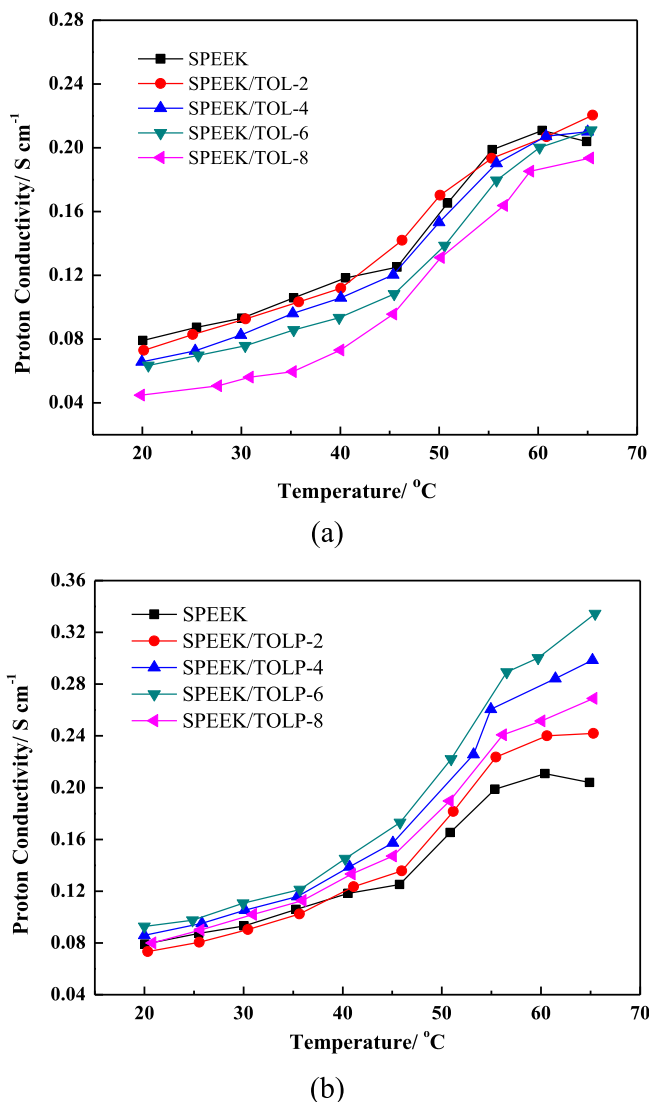 0.28
0.24
0.20
0.16
0.12
0.08
0.04
Proton Conductivity/ S cm⁻¹
SPEEK
SPEEK/TOL-2
SPEEK/TOL-4
SPEEK/TOL-6
SPEEK/TOL-8
20 30 40 50 60 70
Temperature/ °C
(a)
0.36
0.32
0.28
0.24
0.20
0.16
0.12
0.08
0.04
Proton Conductivity/ S cm⁻¹
SPEEK
SPEEK/TOLP-2
SPEEK/TOLP-4
SPEEK/TOLP-6
SPEEK/TOLP-8
20 30 40 50 60 70
Temperature/ °C
(b)